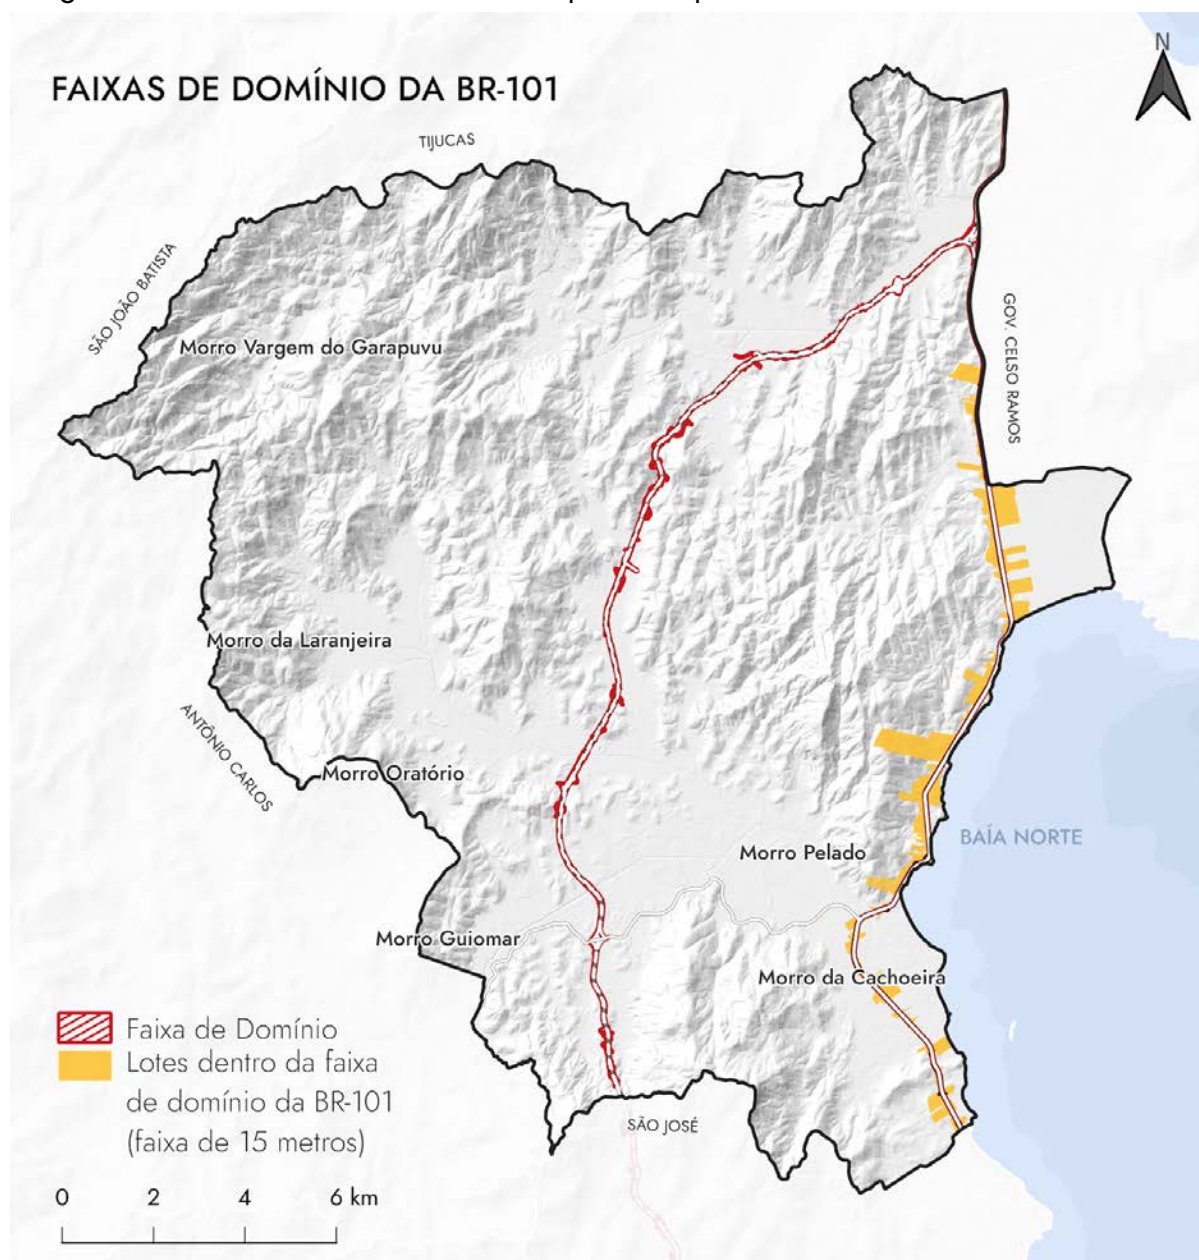 FAIXAS DE DOMÍNIO DA BR-101
N
TIJUCAS
SÃO JOÃO BATISTA
GOV. CELSO RAMOS
Morro Vargem do Garapuvu
Morro da Laranjeira
ANTÔNIO CARLOS
Morro Oratório
BAÍA NORTE
Morro Pelado
Morro Guiomar
Morro da Cachoeira
Faixa de Domínio
Lotes dentro da faixa
de domínio da BR-101
(faixa de 15 metros)
SÃO JOSÉ
0 2 4 6 km